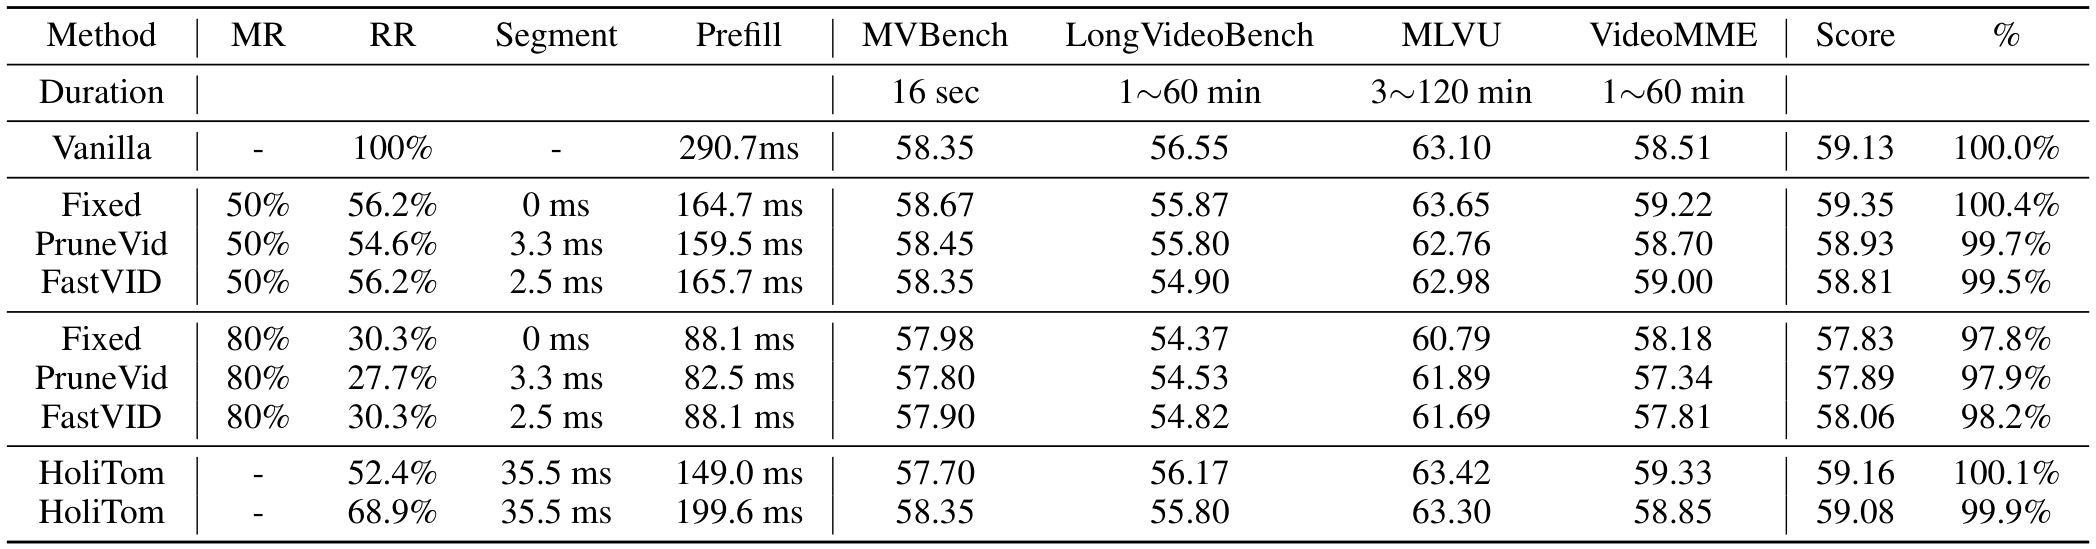 Method MR RR Segment Prefill MVBench LongVideoBench MLVU VideoMME Score %
Duration 16 sec 1~60 min 3~120 min 1~60 min
Vanilla - 100% - 290.7ms 58.35 56.55 63.10 58.51 59.13 100.0%
Fixed 50% 56.2% 0 ms 164.7 ms 58.67 55.87 63.65 59.22 59.35 100.4%
PruneVid 50% 54.6% 3.3 ms 159.5 ms 58.45 55.80 62.76 58.70 58.93 99.7%
FastVID 50% 56.2% 2.5 ms 165.7 ms 58.35 54.90 62.98 59.00 58.81 99.5%
Fixed 80% 30.3% 0 ms 88.1 ms 57.98 54.37 60.79 58.18 57.83 97.8%
PruneVid 80% 27.7% 3.3 ms 82.5 ms 57.80 54.53 61.89 57.34 57.89 97.9%
FastVID 80% 30.3% 2.5 ms 88.1 ms 57.90 54.82 61.69 57.81 58.06 98.2%
HoliTom - 52.4% 35.5 ms 149.0 ms 57.70 56.17 63.42 59.33 59.16 100.1%
HoliTom - 68.9% 35.5 ms 199.6 ms 58.35 55.80 63.30 58.85 59.08 99.9%